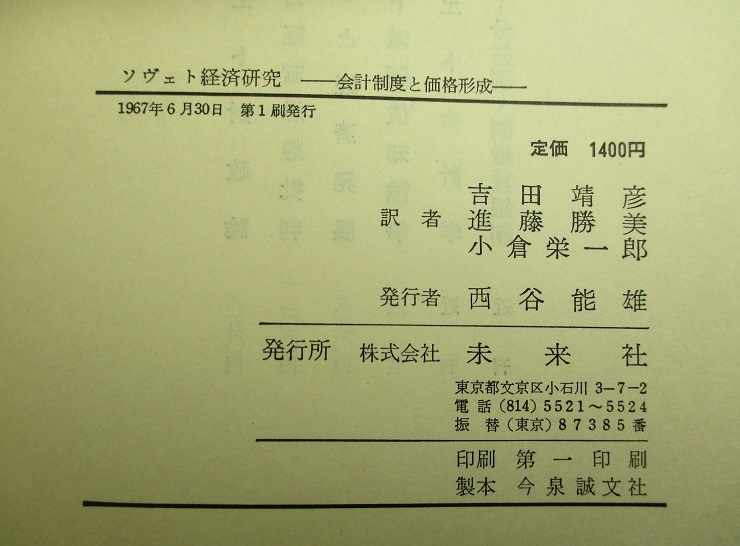 ソヴェト経済研究 ――会計制度と価格形成――
1967年6月30日 第1刷発行
定価 1400円
吉田靖彦
訳者 進藤勝美
小倉栄一郎
発行者 西谷能雄
発行所 株式会社 未来社
東京都文京区小石川 3－7－2
電話 (814) 5521～5524
振替 (東京) 87385番
印刷 第一印刷
製本 今泉誠文社